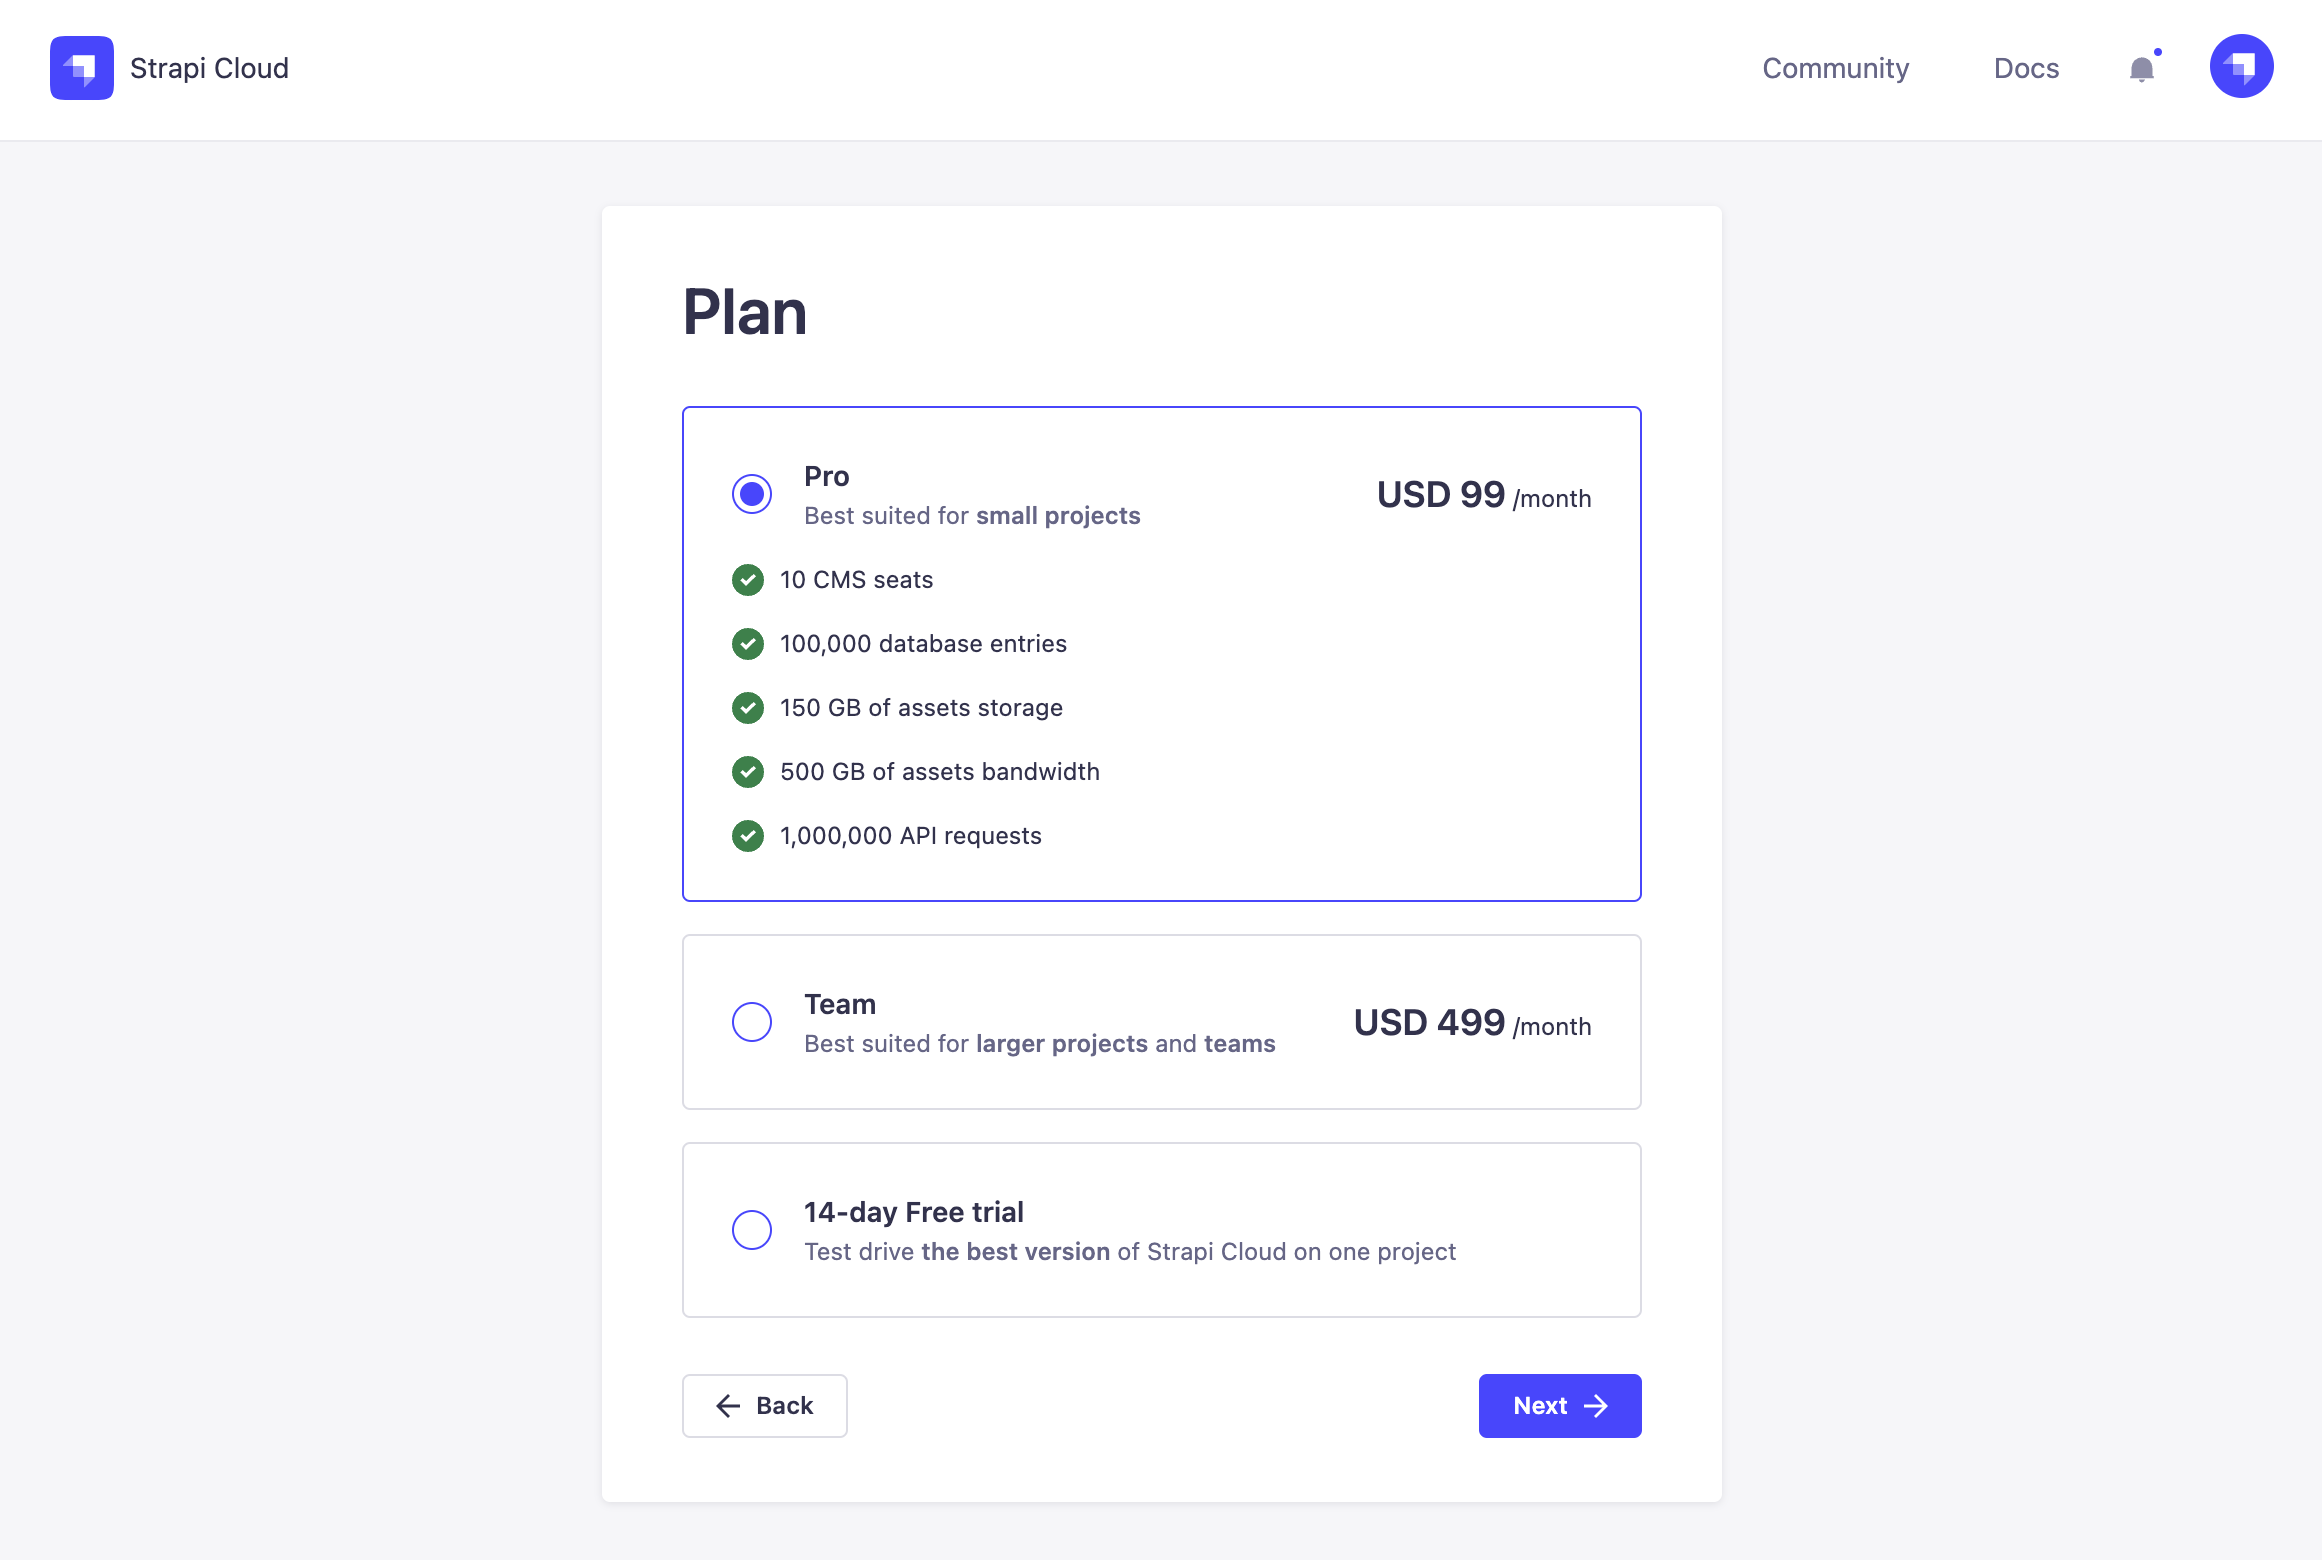 Strapi Cloud
Community
Docs
Plan
Pro
Best suited for small projects
USD 99 /month
10 CMS seats
100,000 database entries
150 GB of assets storage
500 GB of assets bandwidth
1,000,000 API requests
Team
Best suited for larger projects and teams
USD 499 /month
14-day Free trial
Test drive the best version of Strapi Cloud on one project
Back
Next